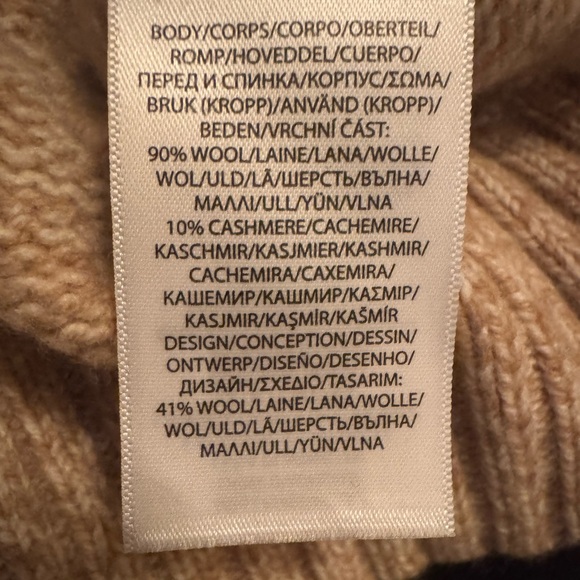 BODY/CORPS/CORPO/OBERTEIL/
ROMP/HOVEDDEL/CUERPO/
ПЕРЕД И СПИНКА/КОРПУС/ΣΩΜΑ/
BRUK (KROPP)/ANVÄND (KROPP)/
BEDEN/VRCHNÍ ČÁST:
90% WOOL/LAINE/LANA/WOLLE/
WOL/ULD/LÃ/ШЕРСТЬ/ВЪЛНА/
ΜΑΛΛΙ/ULL/YÜN/VLNA
10% CASHMERE/CACHEMIRE/
KASCHMIR/KASJMIER/KASHMIR/
CACHEMIRA/CAXEMIRA/
КАШЕМИР/КАШМИР/ΚΑΣΜΙΡ/
KASJMIR/KAŞMİR/KAŠMÍR
DESIGN/CONCEPTION/DESSIN/
ONTWERP/DISEÑO/DESENHO/
ДИЗАЙН/ΣΧΕΔΙΟ/TASARIM:
41% WOOL/LAINE/LANA/WOLLE/
WOL/ULD/LÃ/ШЕРСТЬ/ВЪЛНА/
ΜΑΛΛΙ/ULL/YÜN/VLNA